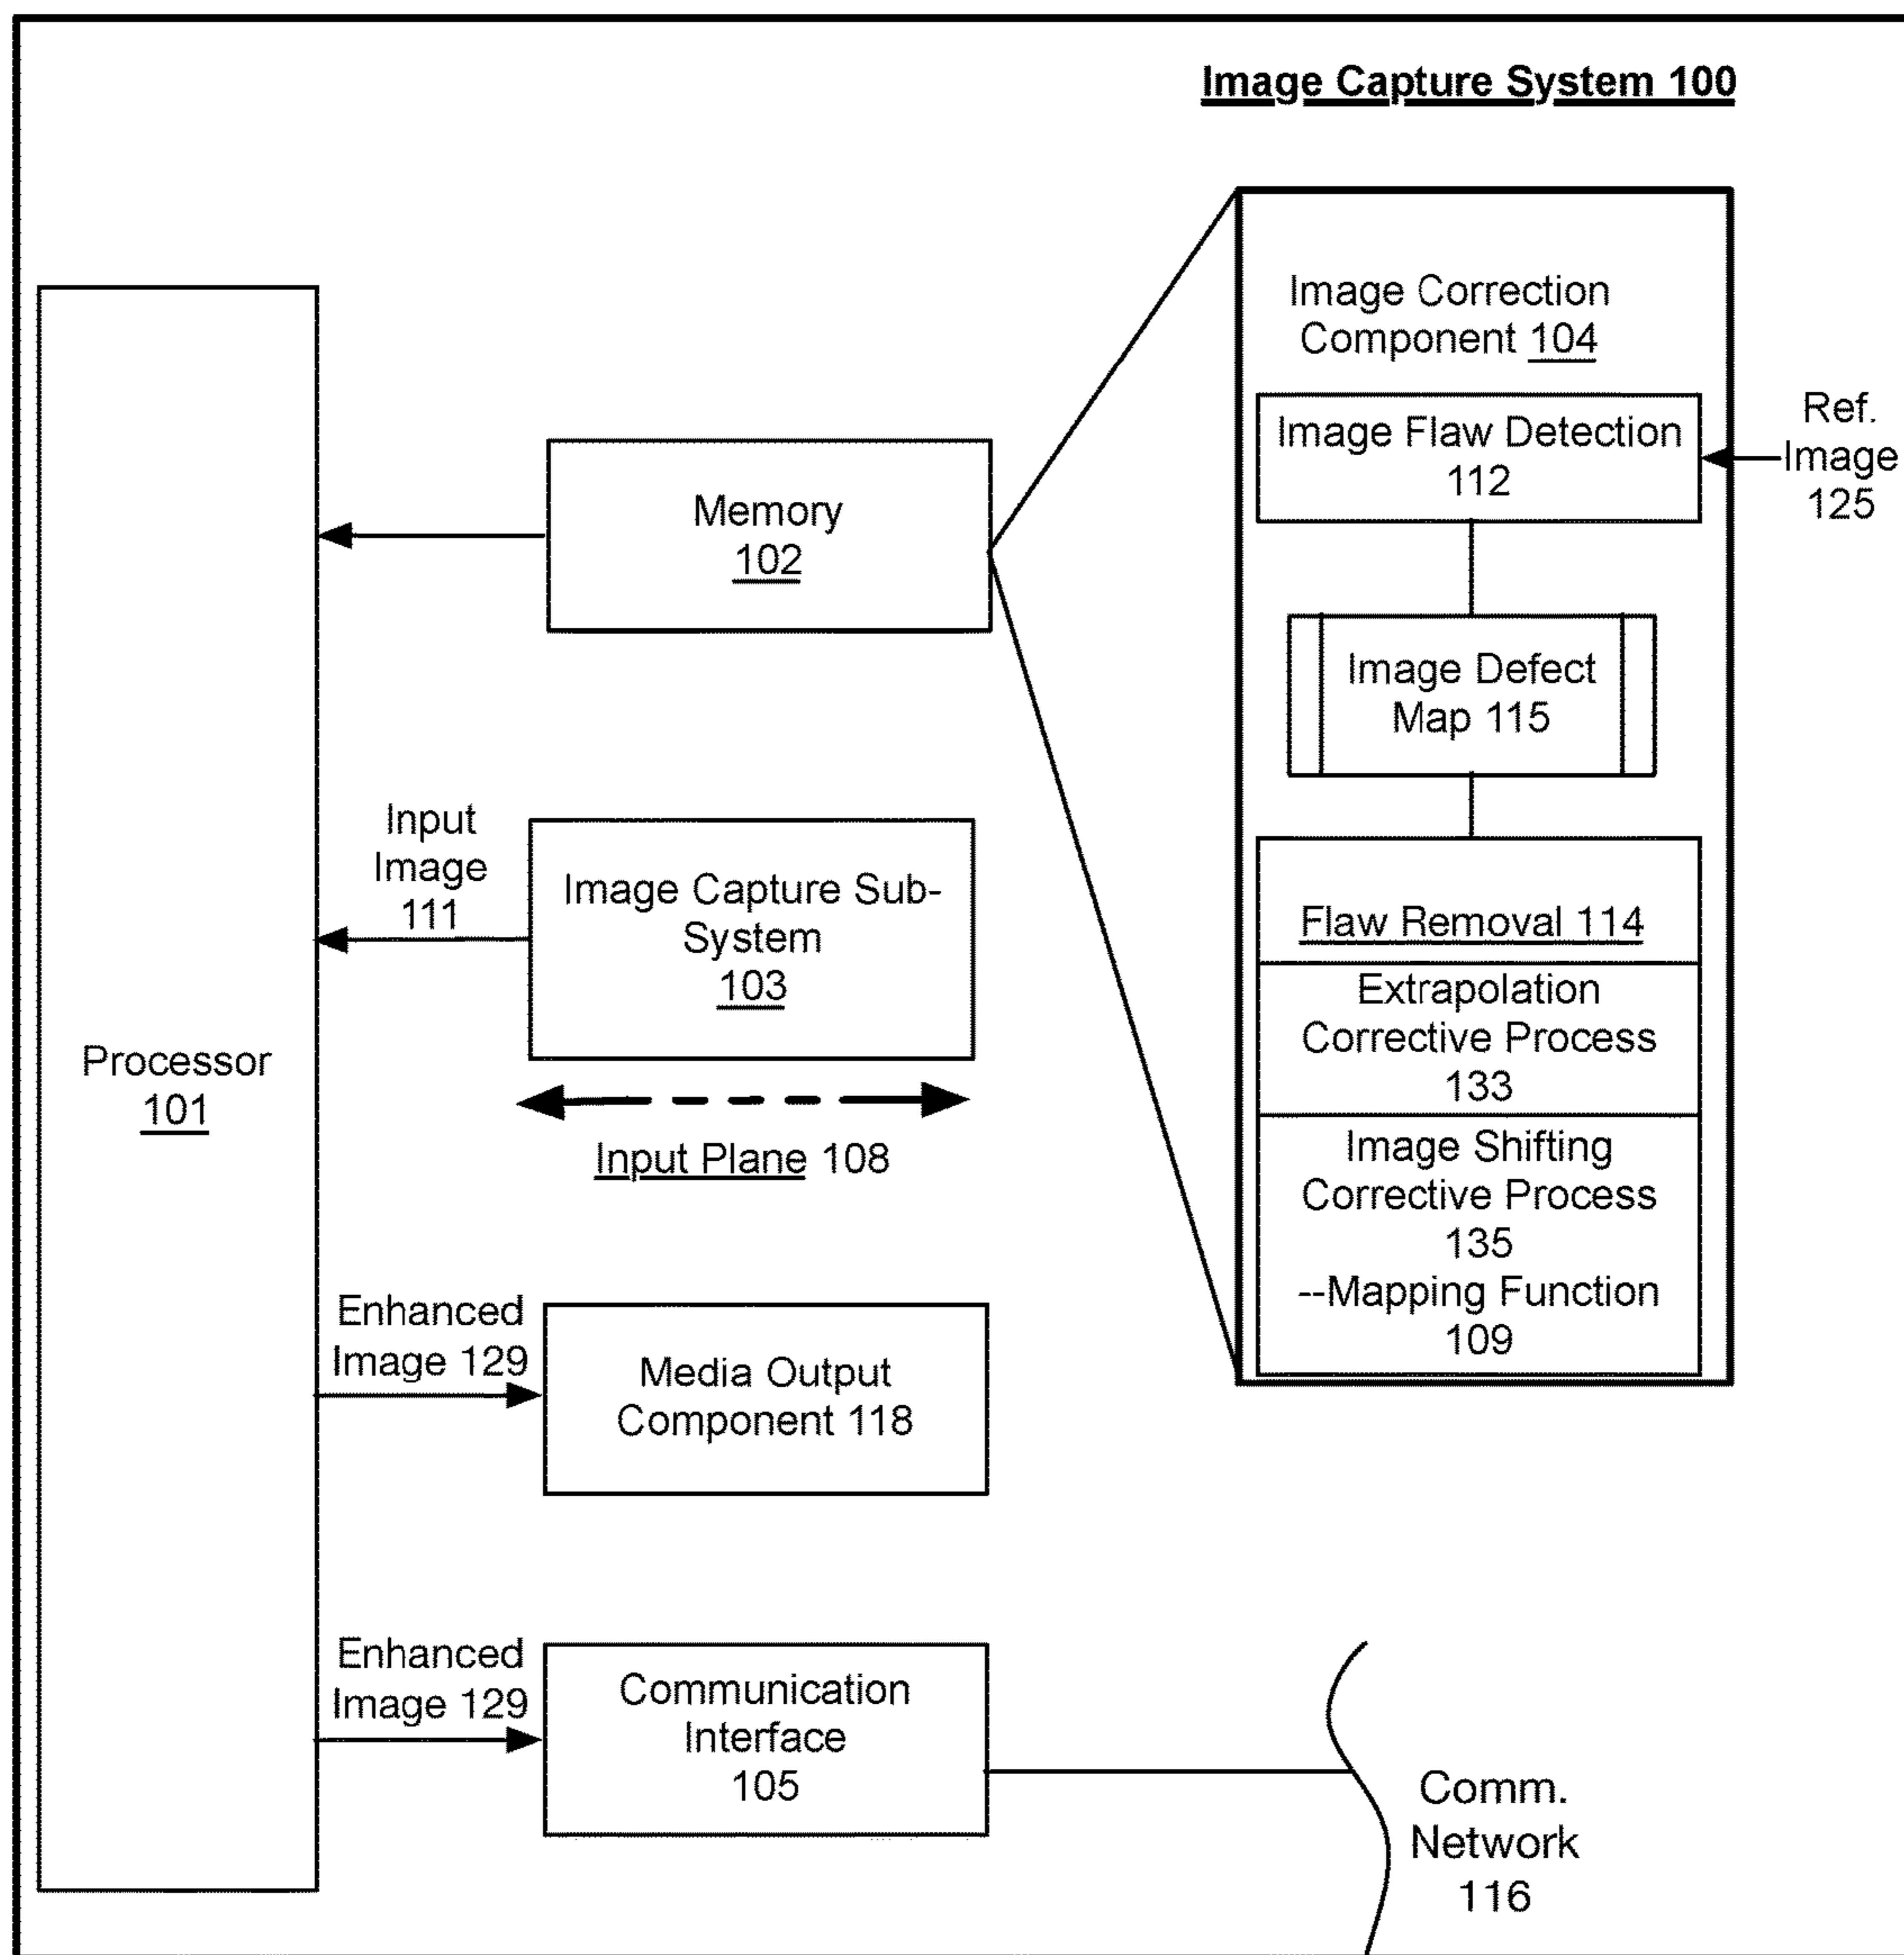 Image Capture System 100
Image Correction
Component 104
Image Flaw Detection
112
Ref.
Image
125
Memory
102
Image Defect
Map 115
Input
Image
111
Image Capture Sub-
System
103
Flaw Removal 114
Extrapolation
Corrective Process
133
Processor
101
Input Plane 108
Image Shifting
Corrective Process
135
--Mapping Function
109
Enhanced
Image 129
Media Output
Component 118
Enhanced
Image 129
Communication
Interface
105
Comm.
Network
116